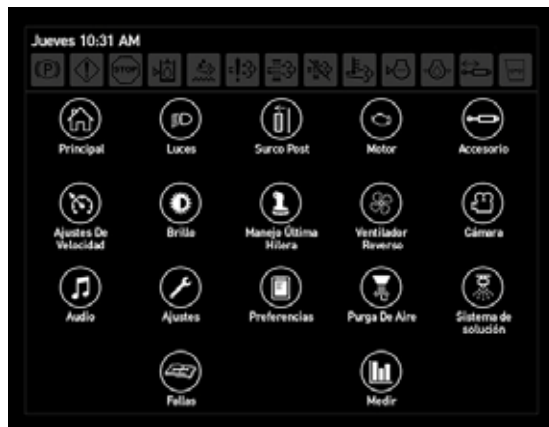 Jueves 10:31 AM
(P) STOP
Principal Luces Surco Post Motor Accesorio
Ajustes De Velocidad Brillo Manejo Última Hilera Ventilador Reverso Cámara
Audio Ajustes Preferencias Purga De Aire Sistema de solución
Fallas Medir